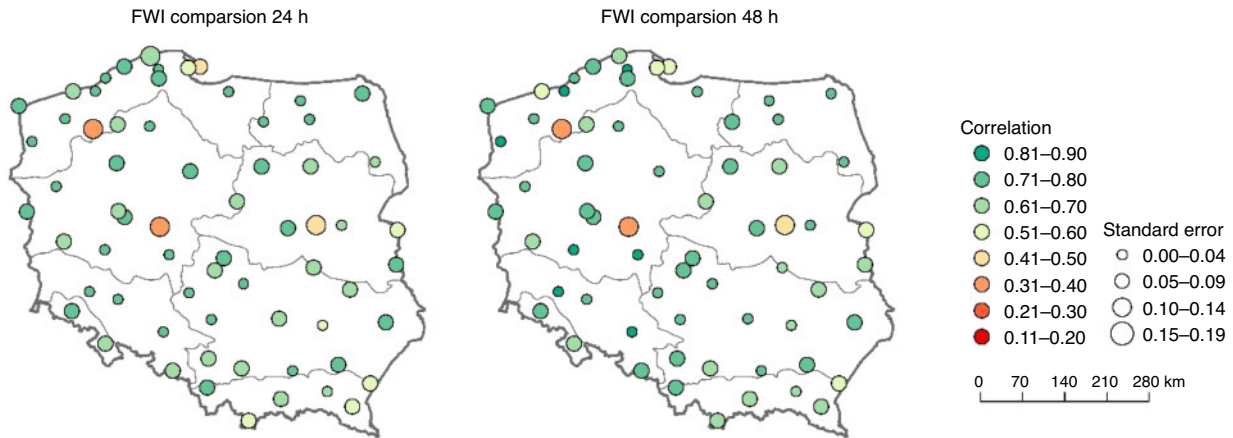 FWI comparsion 24 h
FWI comparsion 48 h
Correlation
0.81–0.90
0.71–0.80
0.61–0.70
0.51–0.60
0.41–0.50
0.31–0.40
0.21–0.30
0.11–0.20
Standard error
0.00–0.04
0.05–0.09
0.10–0.14
0.15–0.19
0 70 140 210 280 km